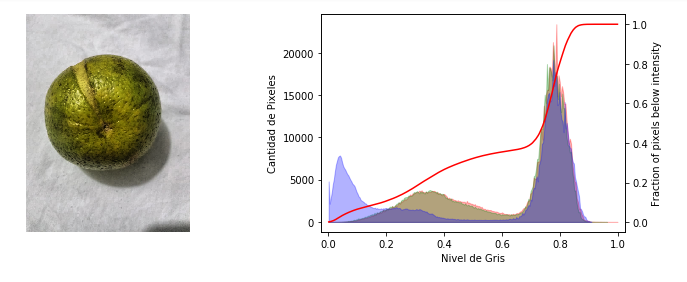 20000
15000
10000
5000
0
Cantidad de Pixeles
0.0 0.2 0.4 0.6 0.8 1.0
Nivel de Gris
1.0
0.8
0.6
0.4
0.2
0.0
Fraction of pixels below intensity